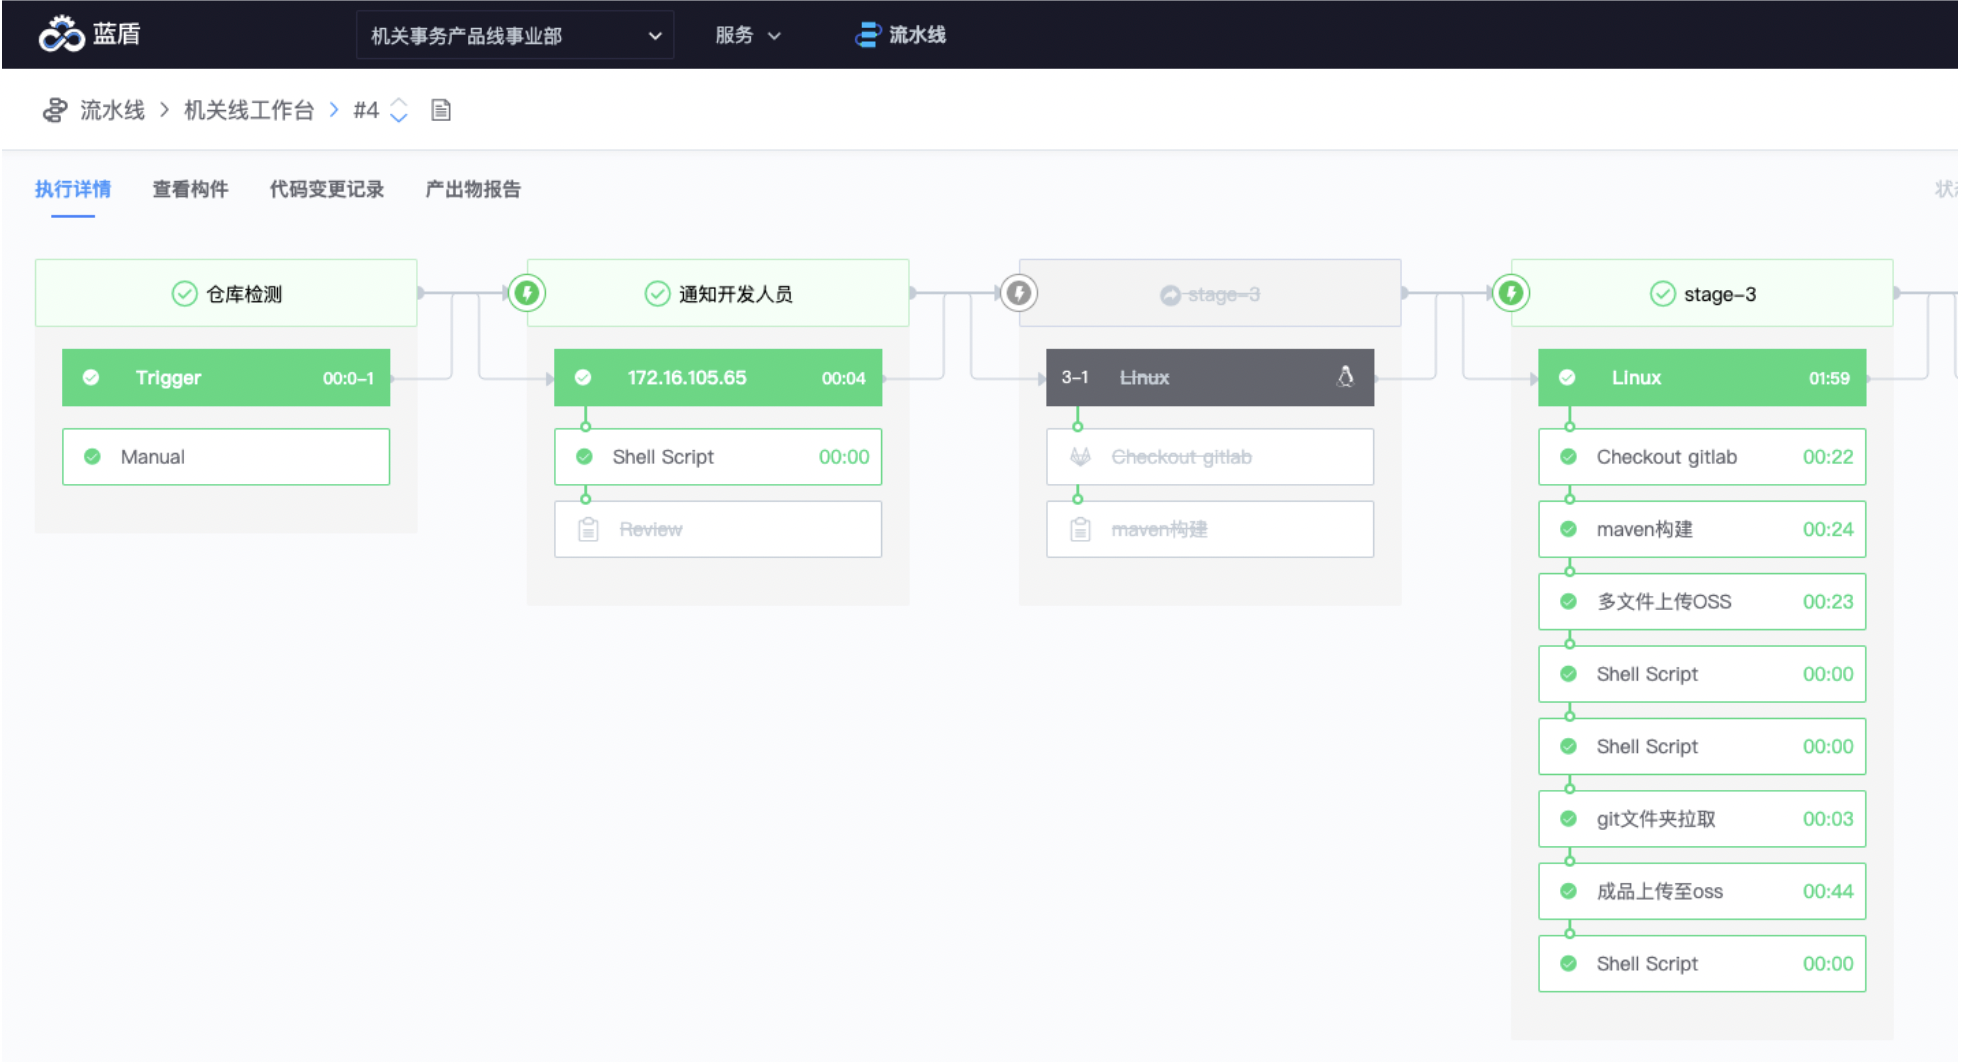 蓝盾
机关事务产品线事业部
服务
流水线
流水线 > 机关线工作台 > #4
执行详情 查看构件 代码变更记录 产出物报告
仓库检测
Trigger 00:0-1
Manual
通知开发人员
172.16.105.65 00:04
Shell Script 00:00
Review
stage-3
3-1 Linux
Checkout gitlab
maven构建
stage-3
Linux 01:59
Checkout gitlab 00:22
maven构建 00:24
多文件上传OSS 00:23
Shell Script 00:00
Shell Script 00:00
git文件夹拉取 00:03
成品上传至oss 00:44
Shell Script 00:00